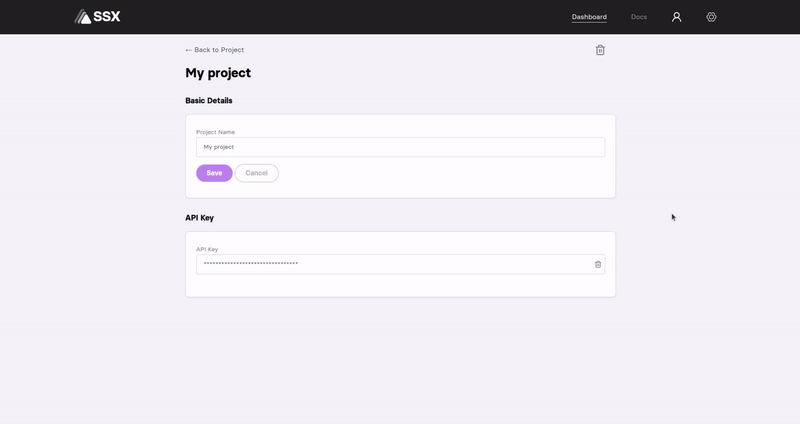 SSX
Dashboard
Docs
← Back to Project
My project
Basic Details
Project Name
My project
Save
Cancel
API Key
API Key
--------------------------------